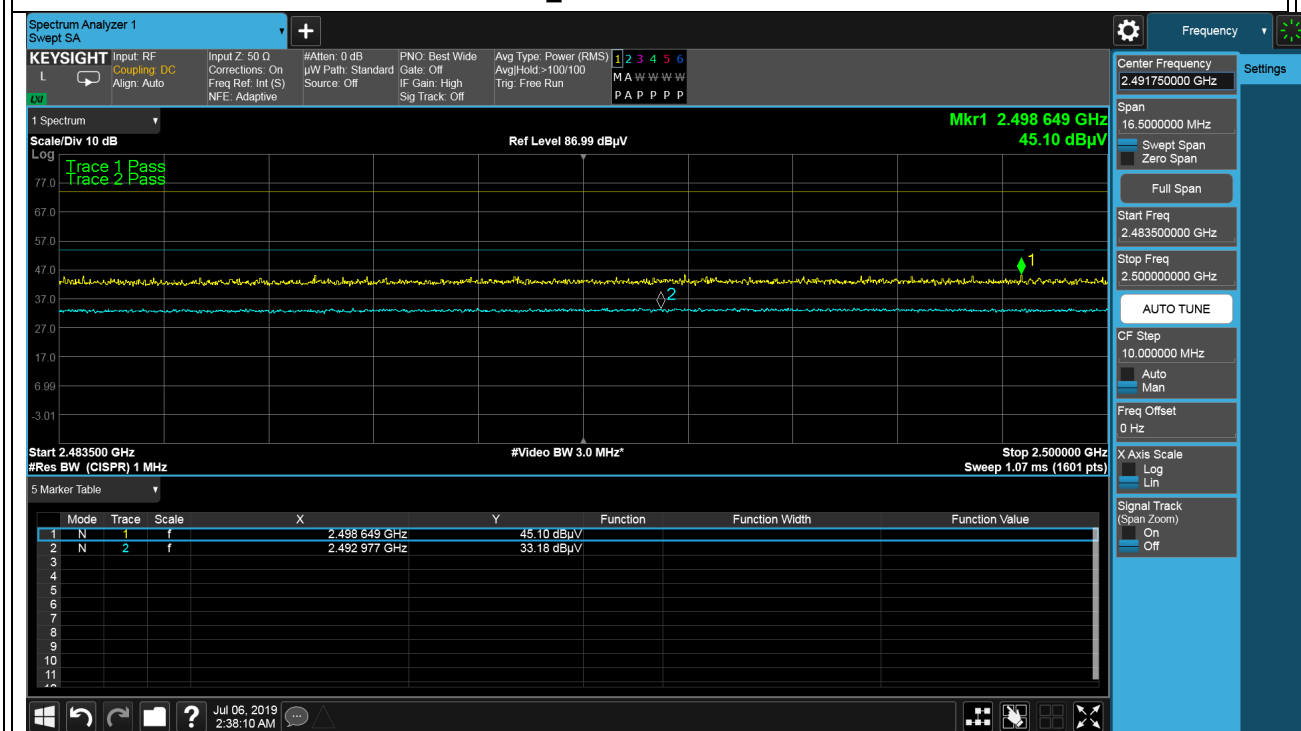 Spectrum Analyzer 1
Swept SA
+
Frequency
KEYSIGHT
L
LXI
Input: RF
Coupling: DC
Align: Auto
Input Z: 50 Ω
Corrections: On
Freq Ref: Int (S)
NFE: Adaptive
#Atten: 0 dB
µW Path: Standard
Source: Off
PNO: Best Wide
Gate: Off
IF Gain: High
Sig Track: Off
Avg Type: Power (RMS)
Avg|Hold:>100/100
Trig: Free Run
1 2 3 4 5 6
M A W W W W
P A P P P P
1 Spectrum
Mkr1 2.498 649 GHz
Scale/Div 10 dB
Ref Level 86.99 dBµV
45.10 dBµV
Log
Trace 1 Pass
Trace 2 Pass
77.0
67.0
57.0
47.0
37.0
27.0
17.0
6.99
-3.01
1
2
Start 2.483500 GHz
#Video BW 3.0 MHz*
Stop 2.500000 GHz
#Res BW (CISPR) 1 MHz
Sweep 1.07 ms (1601 pts)
5 Marker Table
Mode Trace Scale X Y Function Function Width Function Value
1 N 1 f 2.498 649 GHz 45.10 dBµV
2 N 2 f 2.492 977 GHz 33.18 dBµV
3
4
5
6
7
8
9
10
11
Jul 06, 2019
2:38:10 AM
?
Center Frequency
2.491750000 GHz
Settings
Span
16.5000000 MHz
Swept Span
Zero Span
Full Span
Start Freq
2.483500000 GHz
Stop Freq
2.500000000 GHz
AUTO TUNE
CF Step
10.000000 MHz
Auto
Man
Freq Offset
0 Hz
X Axis Scale
Log
Lin
Signal Track
(Span Zoom)
On
Off